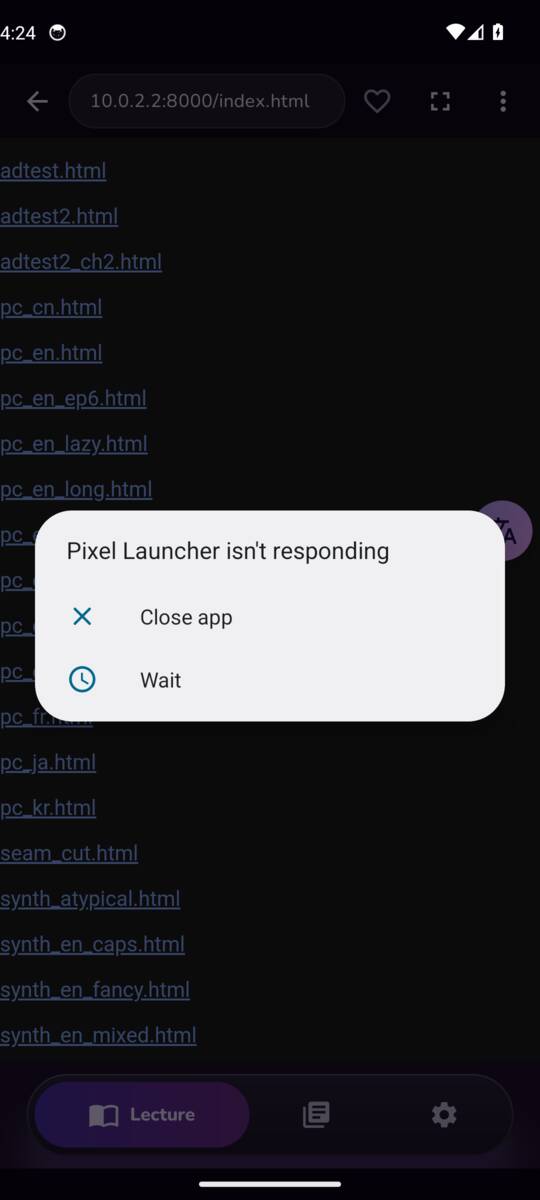 4:24
10.0.2.2:8000/index.html
adtest.html
adtest2.html
adtest2_ch2.html
pc_cn.html
pc_en.html
pc_en_ep6.html
pc_en_lazy.html
pc_en_long.html
Pixel Launcher isn't responding
Close app
Wait
pc_fr.html
pc_ja.html
pc_kr.html
seam_cut.html
synth_atypical.html
synth_en_caps.html
synth_en_fancy.html
synth_en_mixed.html
Lecture